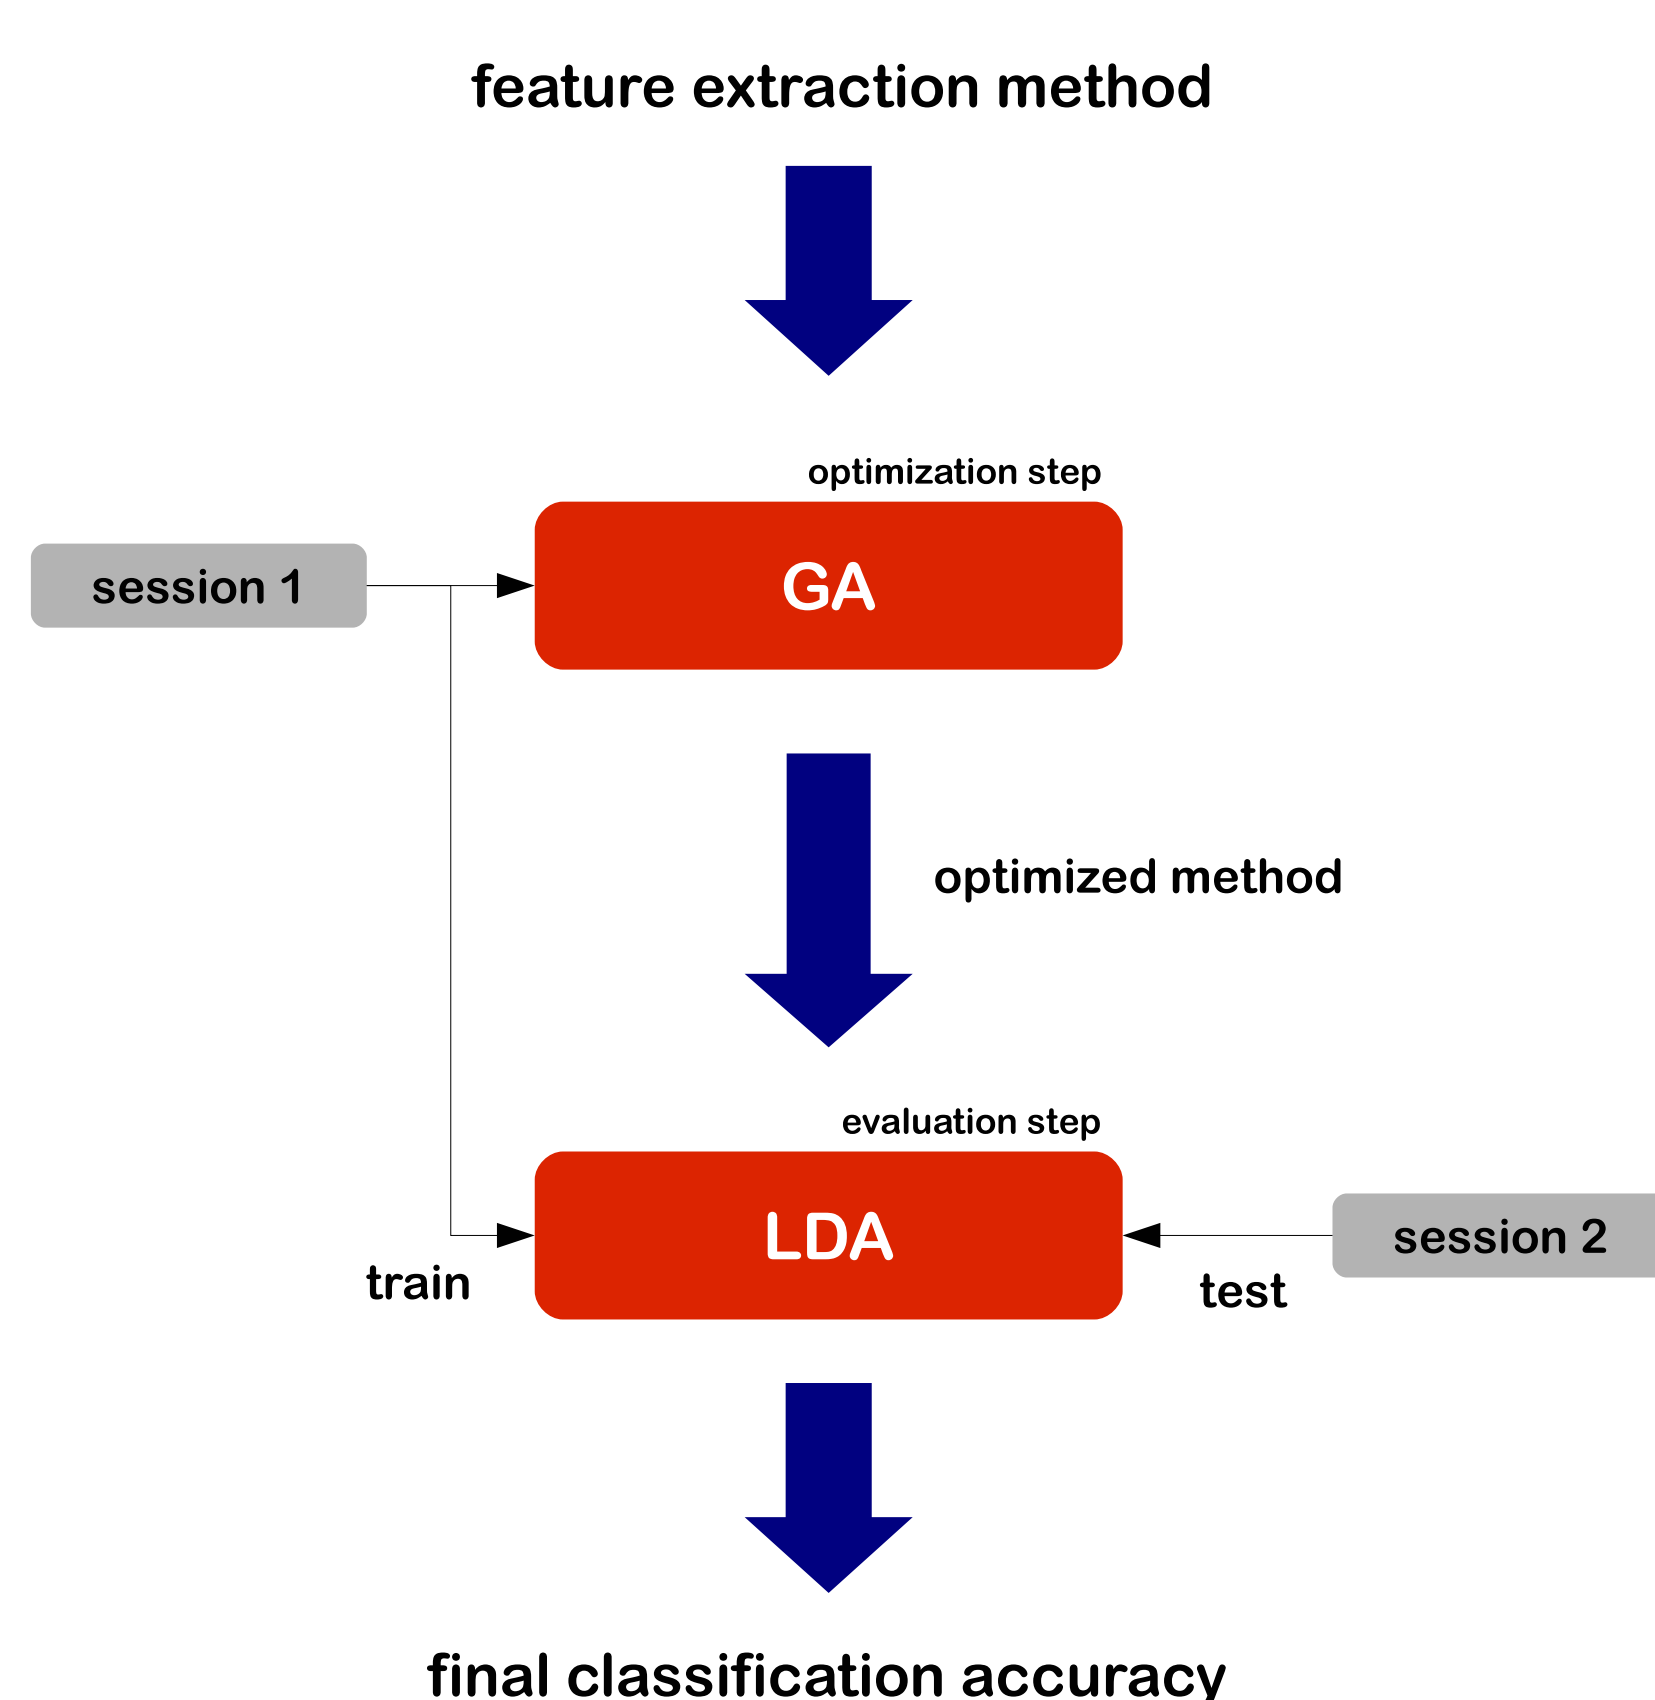 feature extraction method
optimization step
session 1
GA
optimized method
evaluation step
LDA
session 2
train
test
final classification accuracy